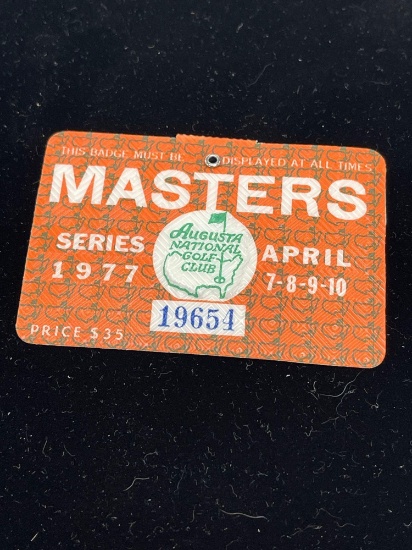 THIS BADGE MUST BE DISPLAYED AT ALL TIMES
MASTERS
SERIES
1977
AUGUSTA
NATIONAL
GOLF
CLUB
APRIL
7-8-9-10
19654
PRICE $35